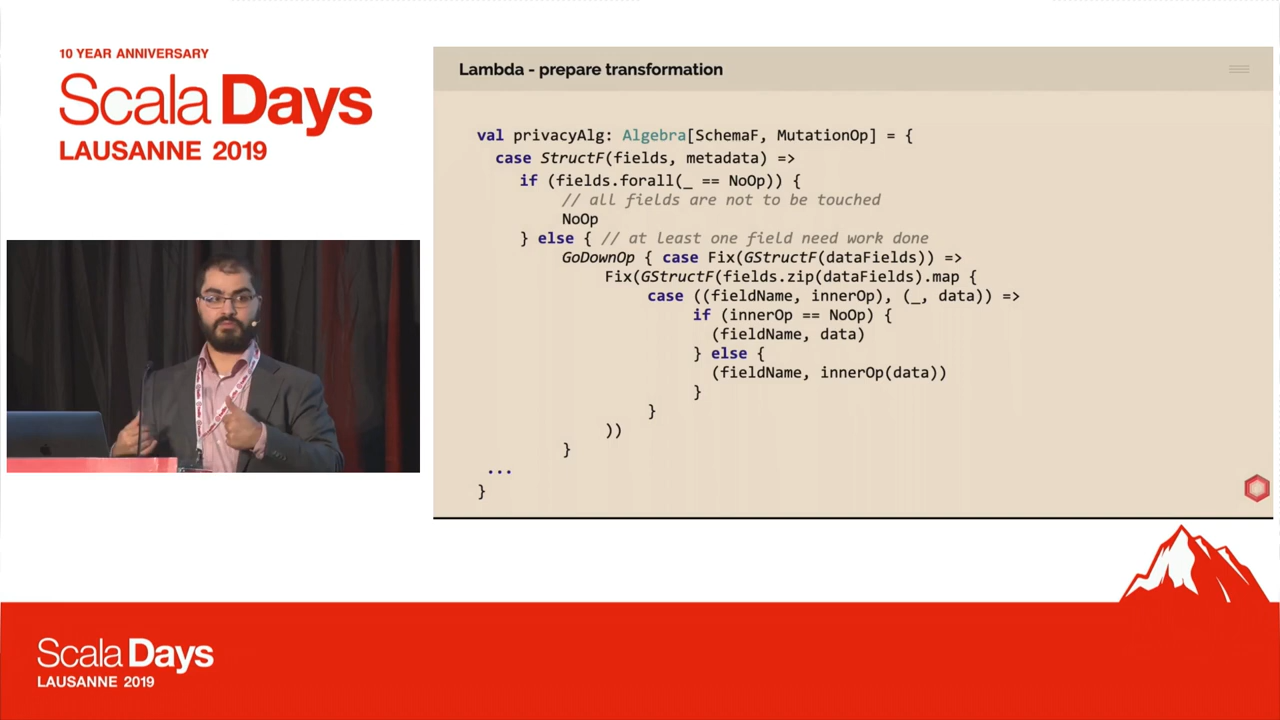 10 YEAR ANNIVERSARY
Scala Days
LAUSANNE 2019
Lambda - prepare transformation
val privacyAlg: Algebra[SchemaF, MutationOp] = {
case StructF(fields, metadata) =>
if (fields.forall(_ == NoOp)) {
// all fields are not to be touched
NoOp
} else { // at least one field need work done
GoDownOp { case Fix(GStructF(dataFields)) =>
Fix(GStructF(fields.zip(dataFields).map {
case ((fieldName, innerOp), (_, data)) =>
if (innerOp == NoOp) {
(fieldName, data)
} else {
(fieldName, innerOp(data))
}
}
))
}
...
}
Scala Days
LAUSANNE 2019